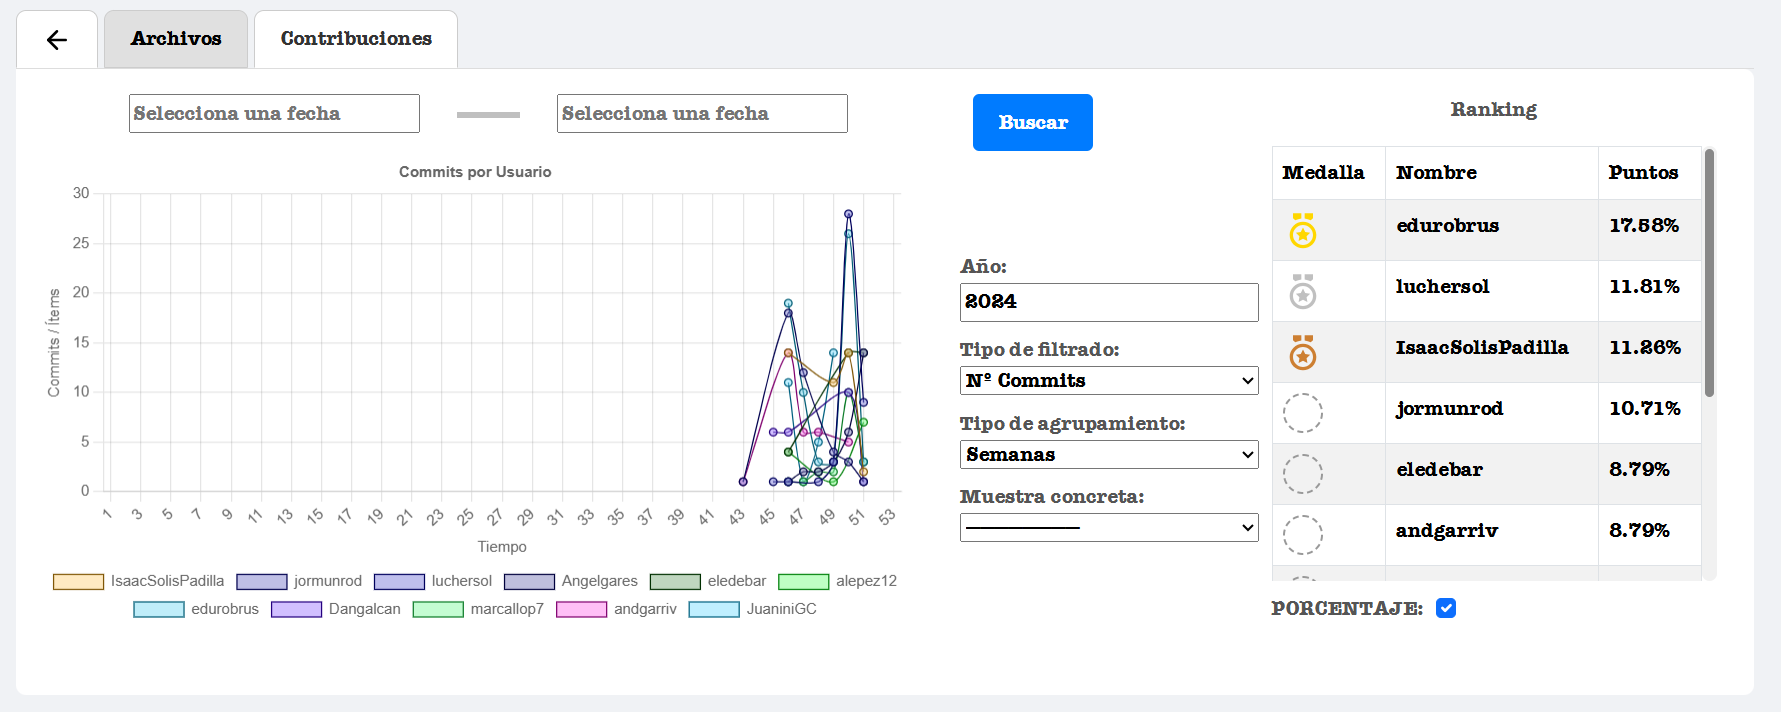 Archivos
Contribuciones
Selecciona una fecha
Selecciona una fecha
Buscar
Commits por Usuario
Commits / Ítems
30
25
20
15
10
5
0
1 3 5 7 9 11 13 15 17 19 21 23 25 27 29 31 33 35 37 39 41 43 45 47 49 51 53
Tiempo
IsaacSolisPadilla jormunrod luchersol Angelgares eledebar alepez12
edurobrus Dangalcan marcallop7 andgarriv JuaniniGC
Año:
2024
Tipo de filtrado:
Nº Commits
Tipo de agrupamiento:
Semanas
Muestra concreta:
Ranking
Medalla Nombre Puntos
edurobrus 17.58%
luchersol 11.81%
IsaacSolisPadilla 11.26%
jormunrod 10.71%
eledebar 8.79%
andgarriv 8.79%
PORCENTAJE: